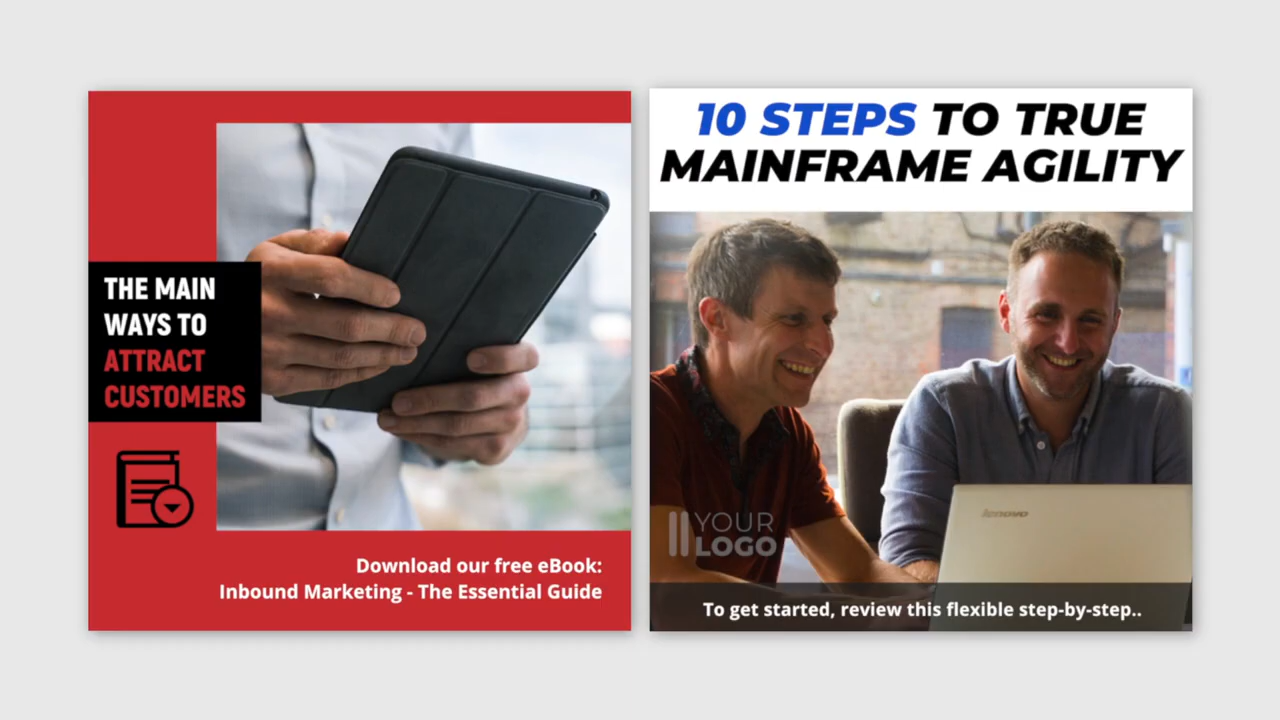 THE MAIN
WAYS TO
ATTRACT
CUSTOMERS
Download our free eBook:
Inbound Marketing - The Essential Guide
10 STEPS TO TRUE
MAINFRAME AGILITY
lenovo
YOUR
LOGO
To get started, review this flexible step-by-step..